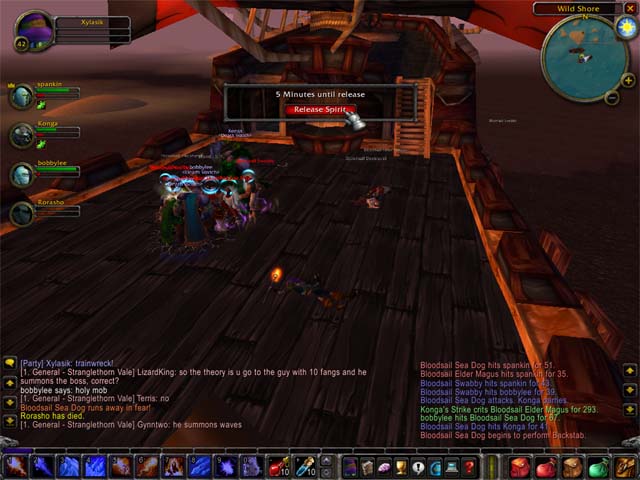 Xylasik
42
Wild Shore
N
spankin
Konga
bobbylee
Rorasho
5 Minutes until release
Release Spirit
Konga
bobbylee
[Party] Xylasik: trainwreck!
[1. General - Stranglethorn Vale] LizardKing: so the theory is u go to the guy with 10 fangs and he
summons the boss, correct?
bobbylee says: holy mob
[1. General - Stranglethorn Vale] Terris: no
Bloodsail Sea Dog runs away in fear!
Rorasho has died.
[1. General - Stranglethorn Vale] Gynntwo: he summons waves
Bloodsail Sea Dog hits spankin for 51.
Bloodsail Elder Magus hits spankin for 35.
Bloodsail Swabby hits spankin for 43.
Bloodsail Swabby hits bobbylee for 39.
Bloodsail Sea Dog attacks. Konga parries.
Konga's Strike crits Bloodsail Elder Magus for 293.
bobbylee hits Bloodsail Sea Dog for 67.
Bloodsail Sea Dog hits Konga for 41
Bloodsail Sea Dog begins to perform Backstab.
10
10